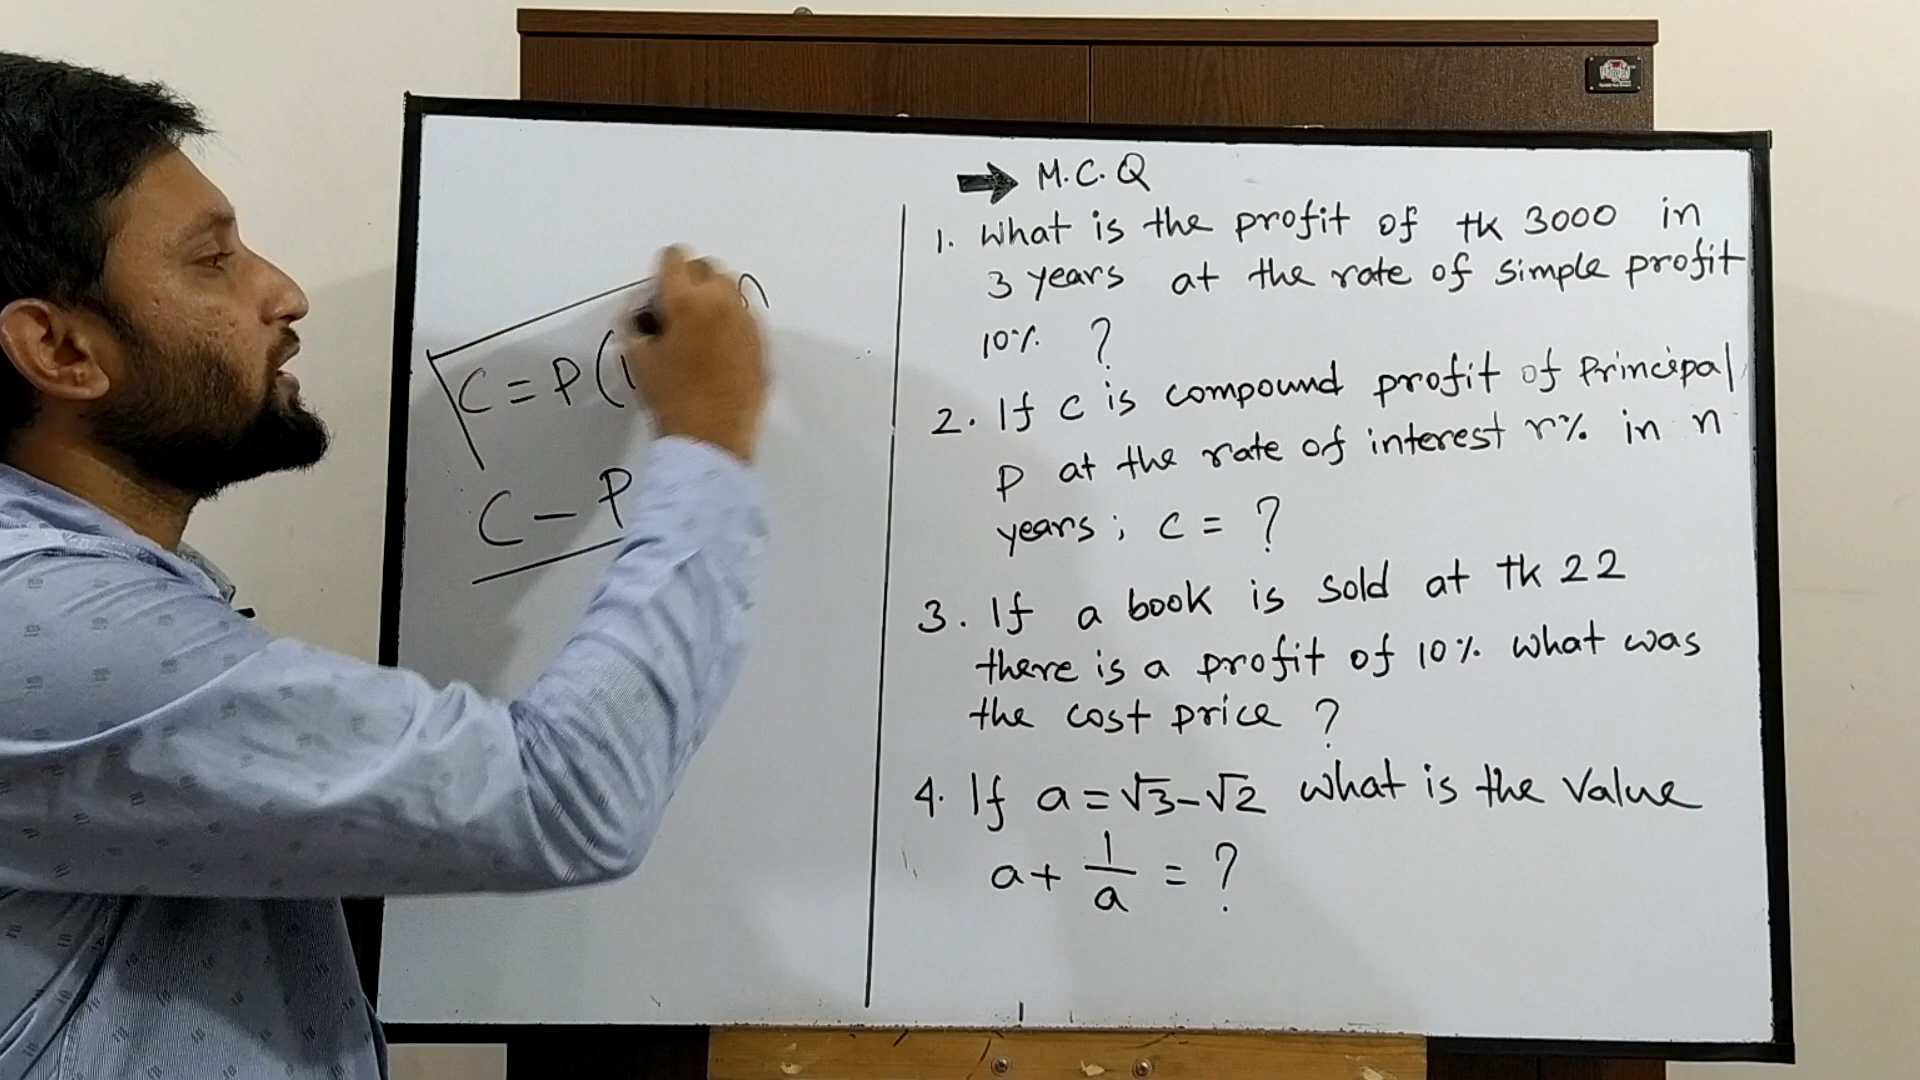 C = P(1 n
C - P
➡ M.C.Q
1. What is the profit of tk 3000 in
3 years at the rate of simple profit
10% ?
2. If C is compound profit of Principal
P at the rate of interest r% in n
years; C = ?
3. If a book is sold at tk 22
there is a profit of 10% what was
the cost price ?
4. If a = √3-√2 what is the value
a + 1/a = ?